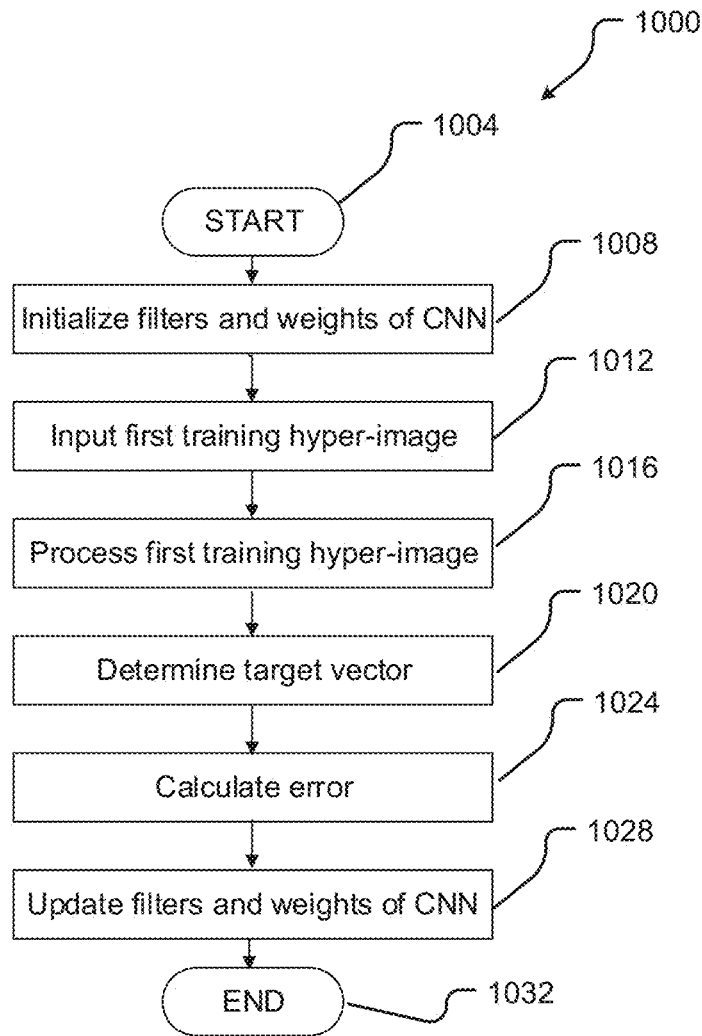 1000
1004
START
1008
Initialize filters and weights of CNN
1012
Input first training hyper-image
1016
Process first training hyper-image
1020
Determine target vector
1024
Calculate error
1028
Update filters and weights of CNN
END
1032